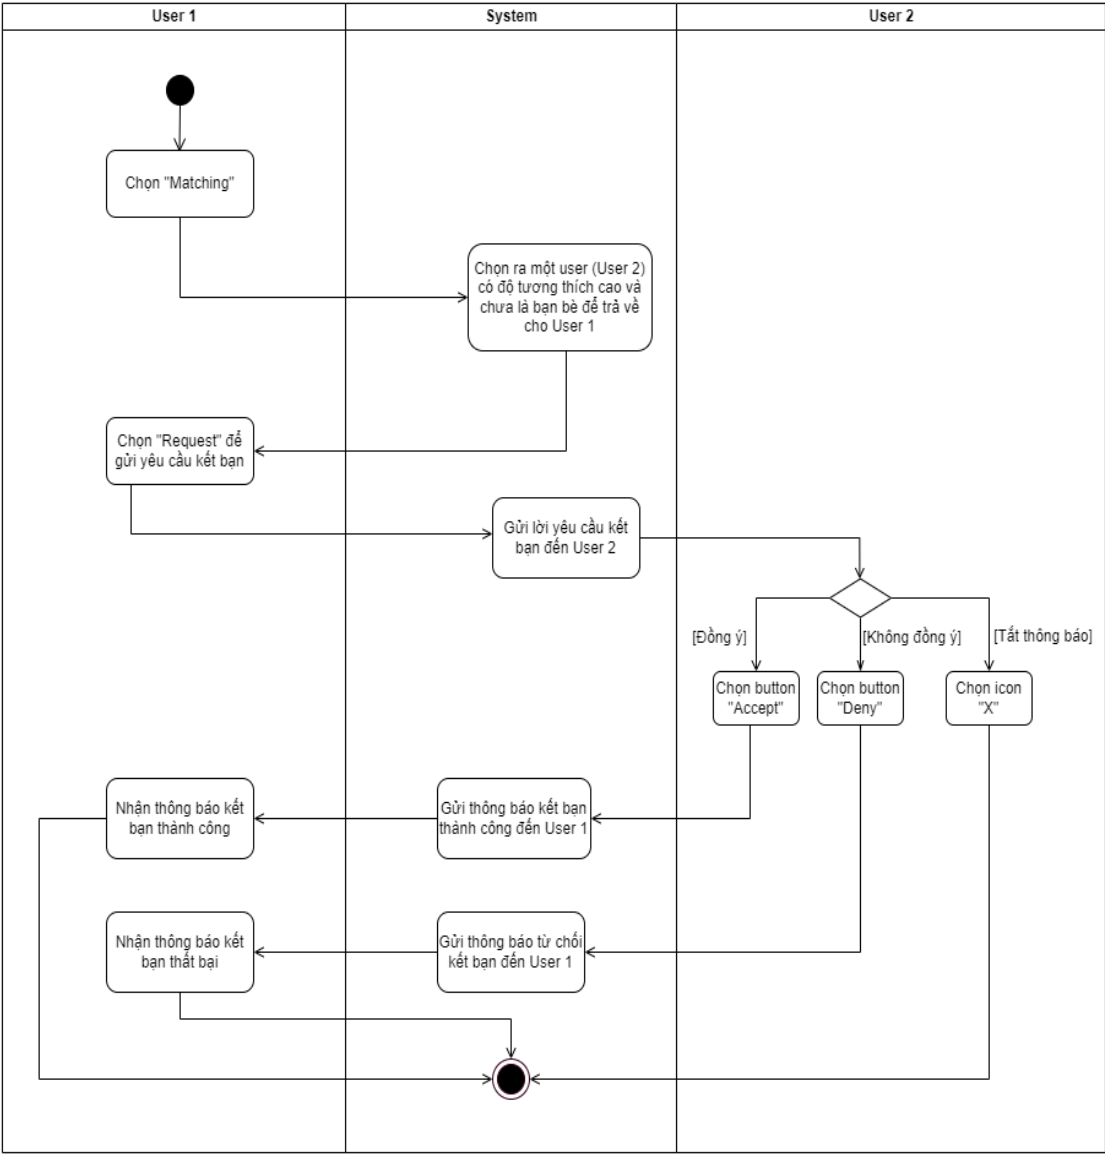 User 1
System
User 2
Chọn "Matching"
Chọn ra một user (User 2)
có độ tương thích cao và
chưa là bạn bè để trả về
cho User 1
Chọn "Request" để
gửi yêu cầu kết bạn
Gửi lời yêu cầu kết
bạn đến User 2
[Đồng ý]
[Không đồng ý]
[Tắt thông báo]
Chọn button
"Accept"
Chọn button
"Deny"
Chọn icon
"X"
Nhận thông báo kết
bạn thành công
Gửi thông báo kết bạn
thành công đến User 1
Nhận thông báo kết
bạn thất bại
Gửi thông báo từ chối
kết bạn đến User 1